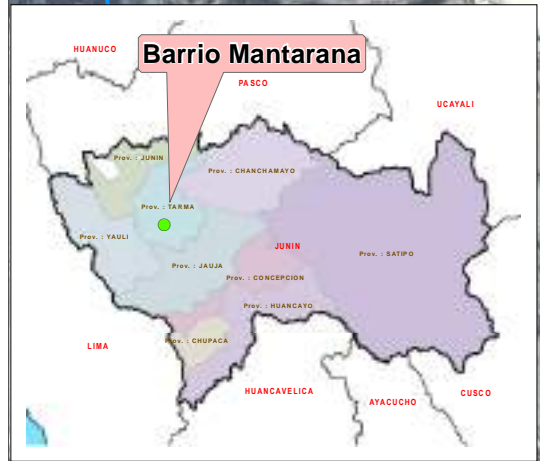 HUANUCO
Barrio Mantarana
PASCO
UCAYALI
Prov. : JUNIN
Prov. : CHANCHAMAYO
Prov. : TARMA
Prov. : YAULI
JUNIN
Prov. : SATIPO
Prov. : JAUJA
Prov. : CONCEPCION
Prov. : HUANCAYO
LIMA
Prov. : CHUPACA
HUANCAVELICA
AYACUCHO
CUSCO